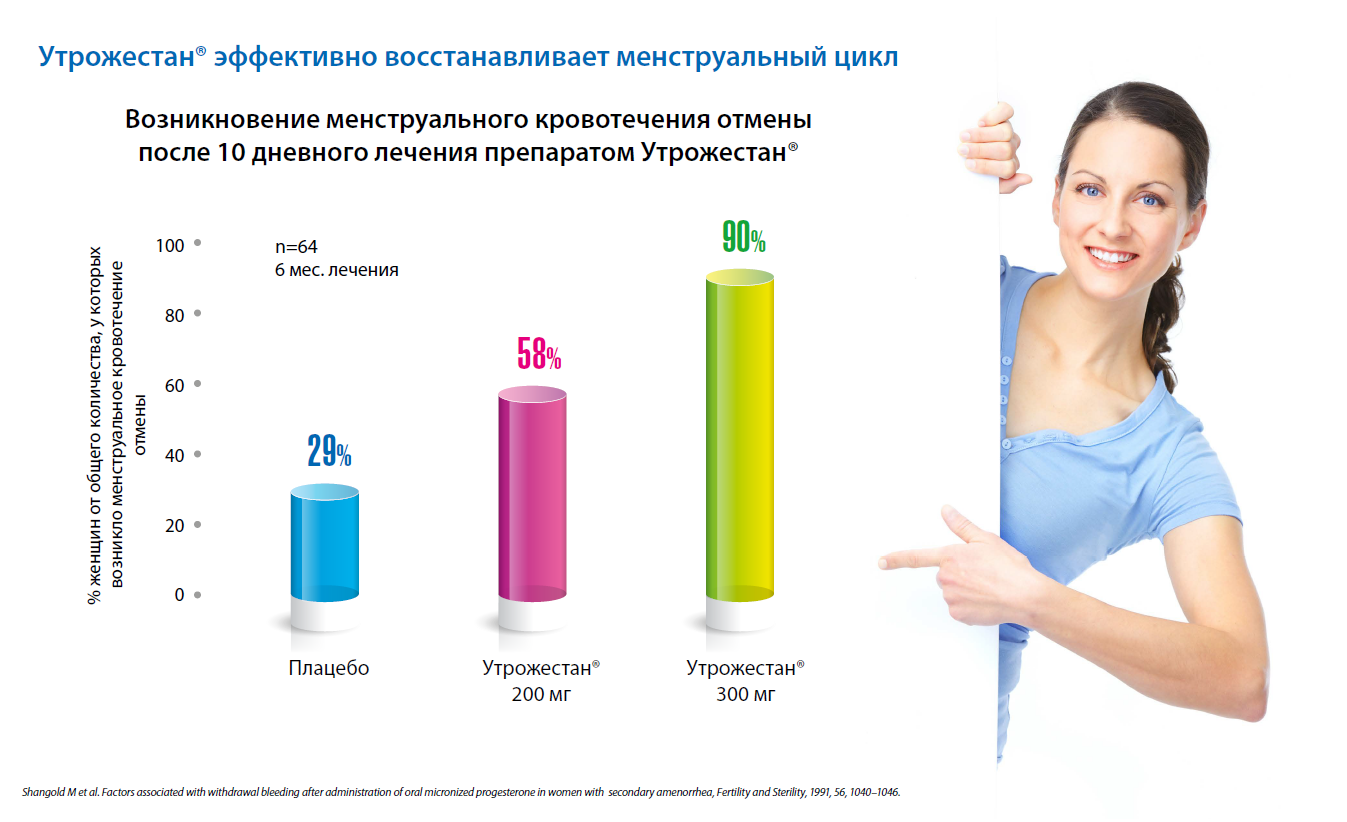 Утрожестан® эффективно восстанавливает менструальный цикл
Возникновение менструального кровотечения отмены
после 10 дневного лечения препаратом Утрожестан®
% женщин от общего количества, у которых
возникло менструальное кровотечение
отмены
100
80
60
40
20
0
n=64
6 мес. лечения
29%
58%
90%
Плацебо
Утрожестан®
200 мг
Утрожестан®
300 мг
Shangold M et al. Factors associated with withdrawal bleeding after administration of oral micronized progesterone in women with secondary amenorrhea, Fertility and Sterility, 1991, 56, 1040–1046.